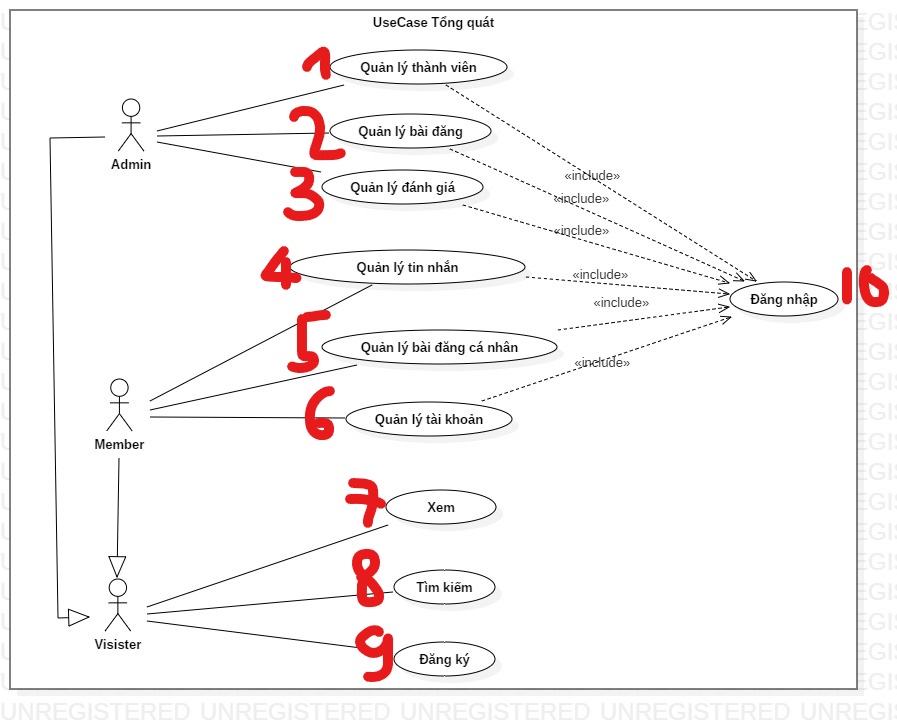 UseCase Tổng quát
1 Quản lý thành viên
2 Quản lý bài đăng
Admin
3 Quản lý đánh giá
«include»
«include»
«include»
4 Quản lý tin nhắn
«include»
Đăng nhập 10
«include»
5 Quản lý bài đăng cá nhân
«include»
6 Quản lý tài khoản
Member
7 Xem
8 Tìm kiếm
Visister
9 Đăng ký
UNREGISTERED UNREGISTERED UNREGISTERED UNREGISTERED UNREGIS